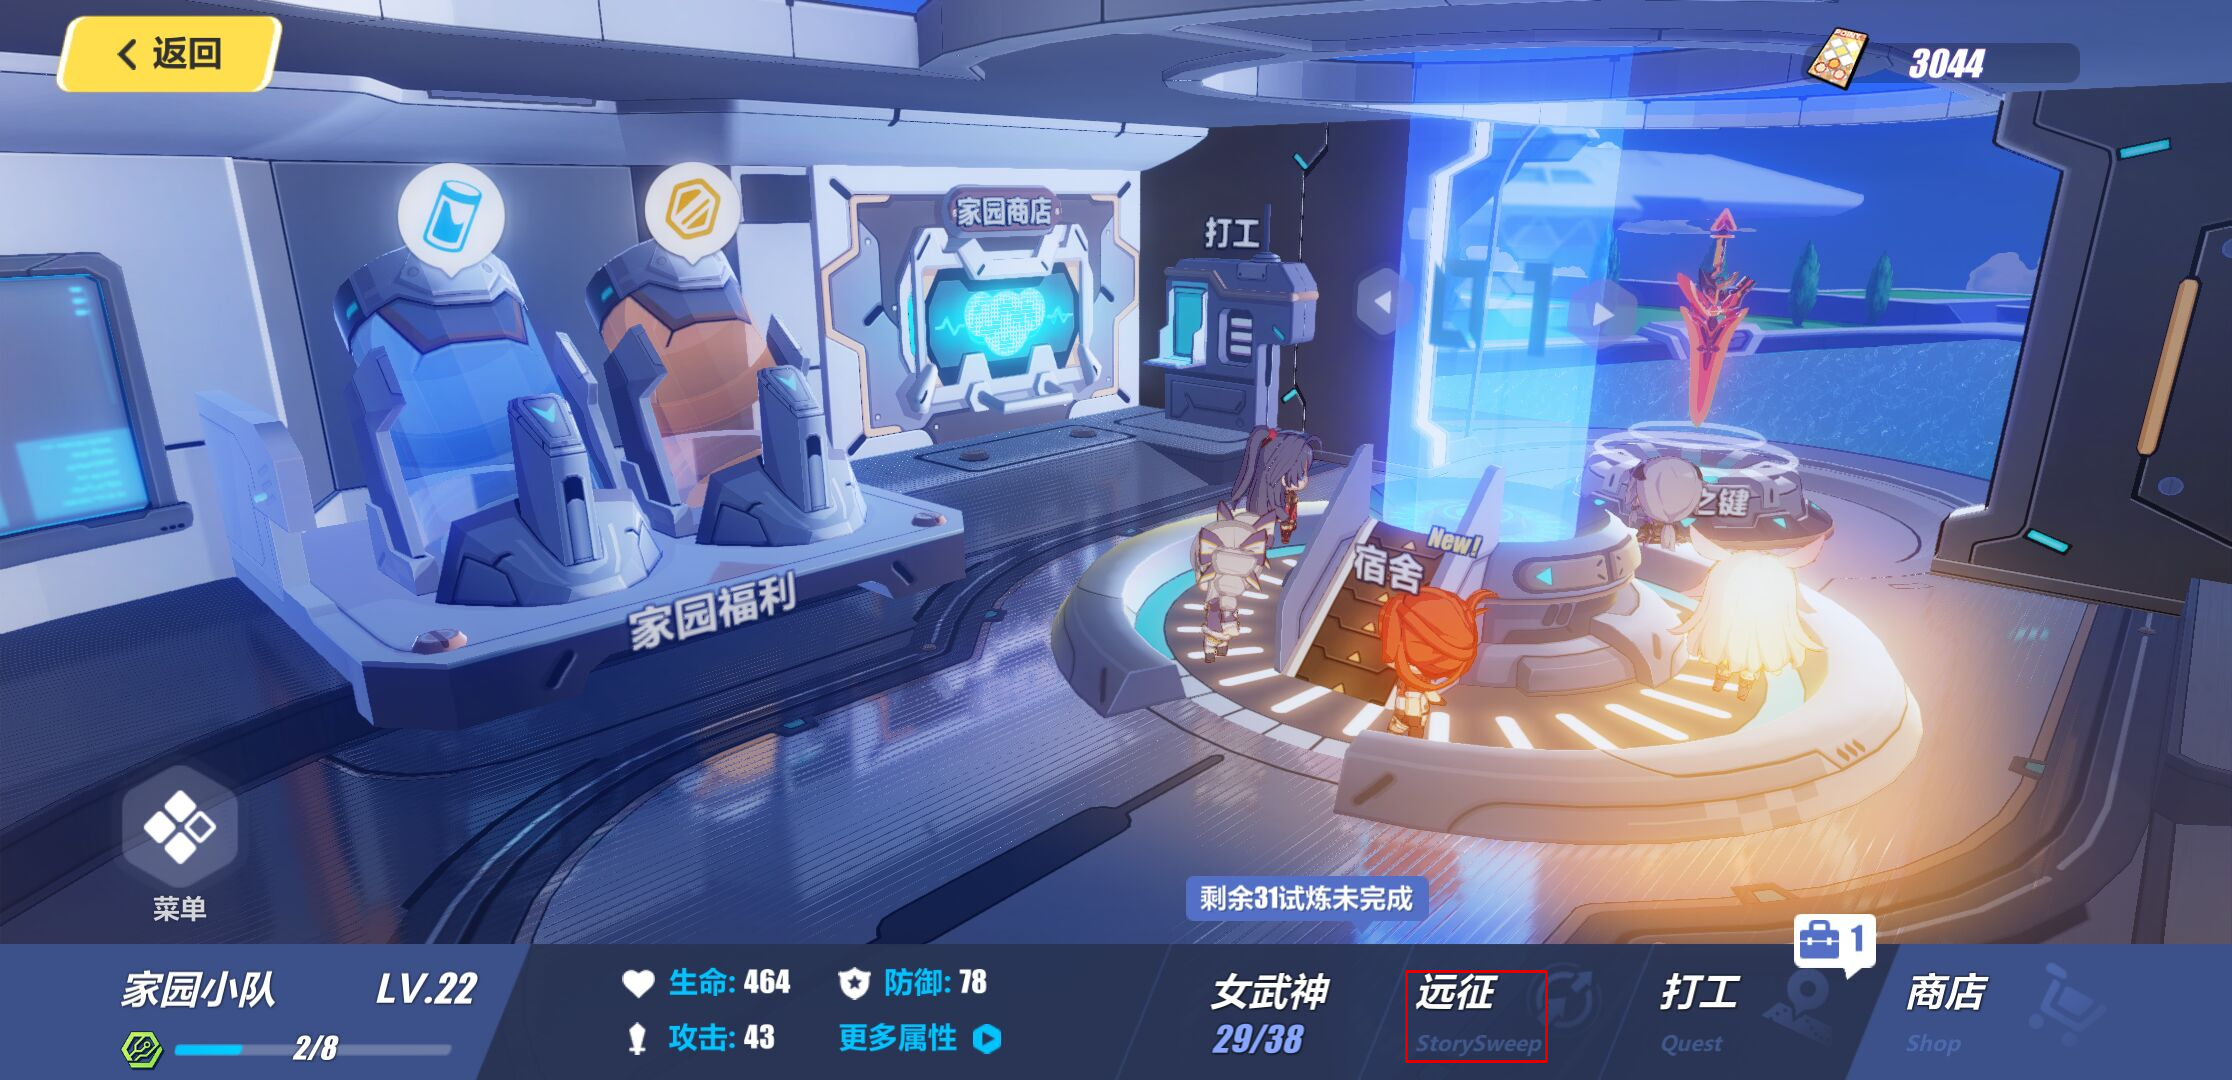 返回
3044
家园商店
打工
之键
New!
宿舍
家园福利
菜单
剩余31试炼未完成
1
家园小队 LV.22
2/8
生命: 464 防御: 78
攻击: 43 更多属性
女武神
29/38
远征
StorySweep
打工
Quest
商店
Shop